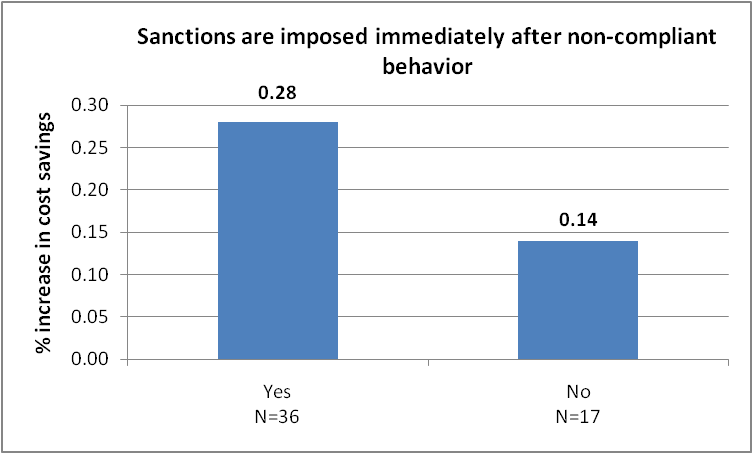 Sanctions are imposed immediately after non-compliant
behavior
% increase in cost savings
0.30
0.25
0.20
0.15
0.10
0.05
0.00
0.28
0.14
Yes
N=36
No
N=17